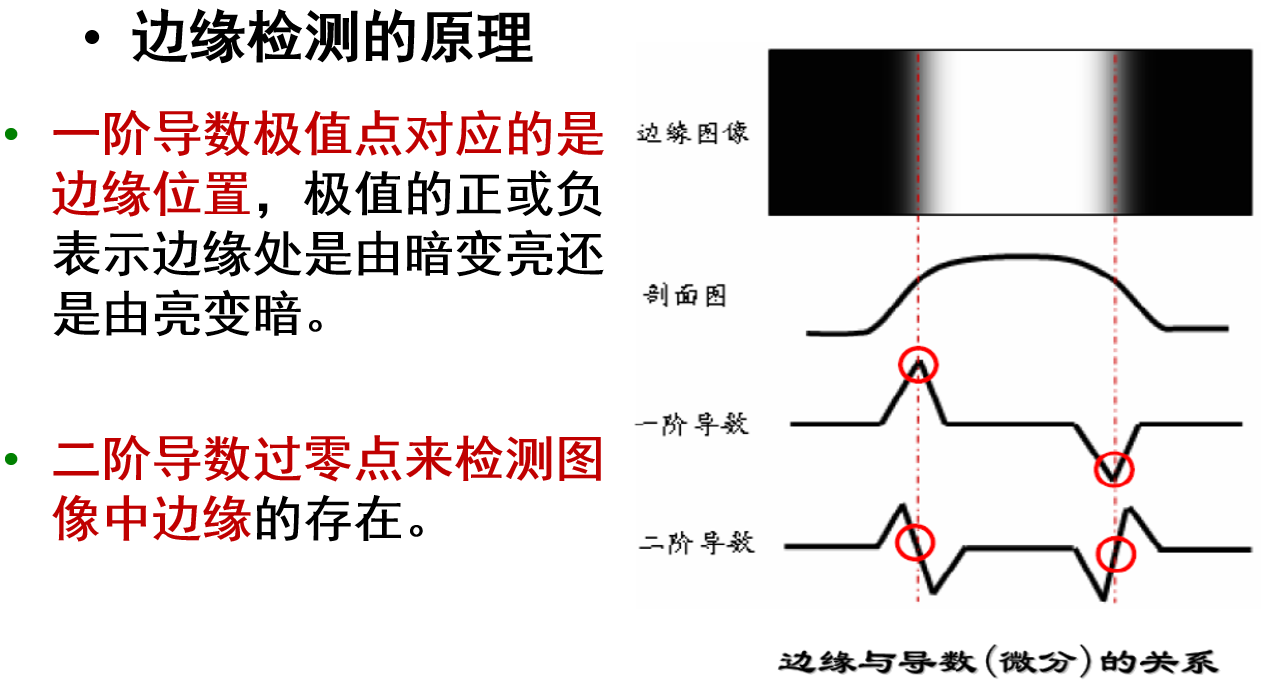 • 边缘检测的原理
• 一阶导数极值点对应的是
边缘位置，极值的正或负
表示边缘处是由暗变亮还
是由亮变暗。
• 二阶导数过零点来检测图
像中边缘的存在。
边缘图像
剖面图
一阶导数
二阶导数
边缘与导数(微分)的关系